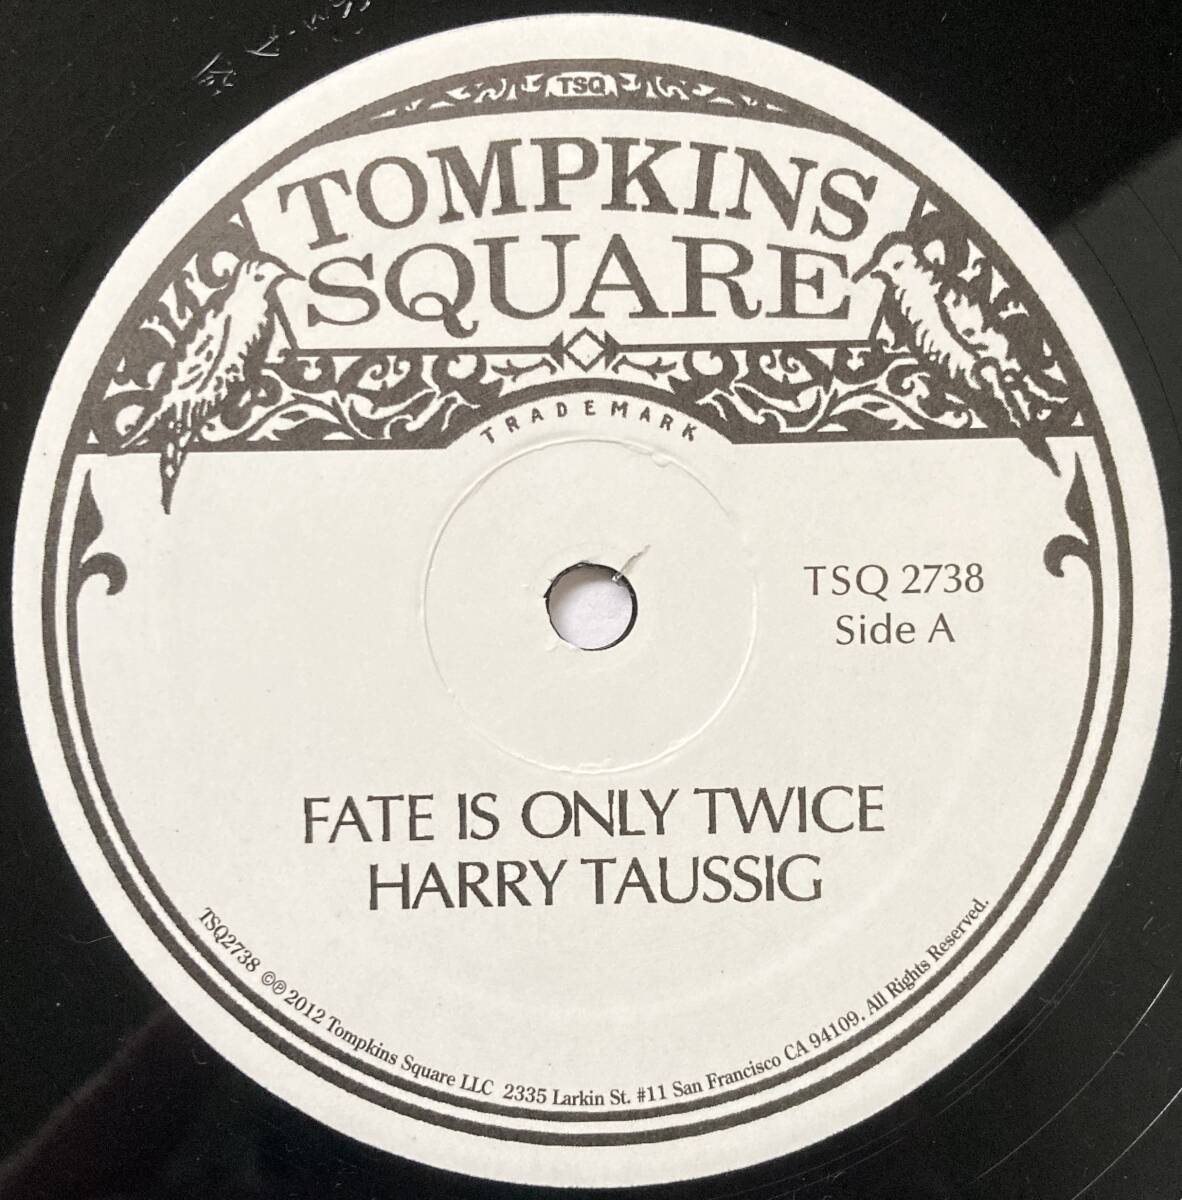 TSQ
TOMPKINS
SQUARE
TRADEMARK
TSQ 2738
Side A
FATE IS ONLY TWICE
HARRY TAUSSIG
TSQ2738 ©℗ 2012 Tompkins Square LLC 2335 Larkin St. #11 San Francisco CA 94109. All Rights Reserved.